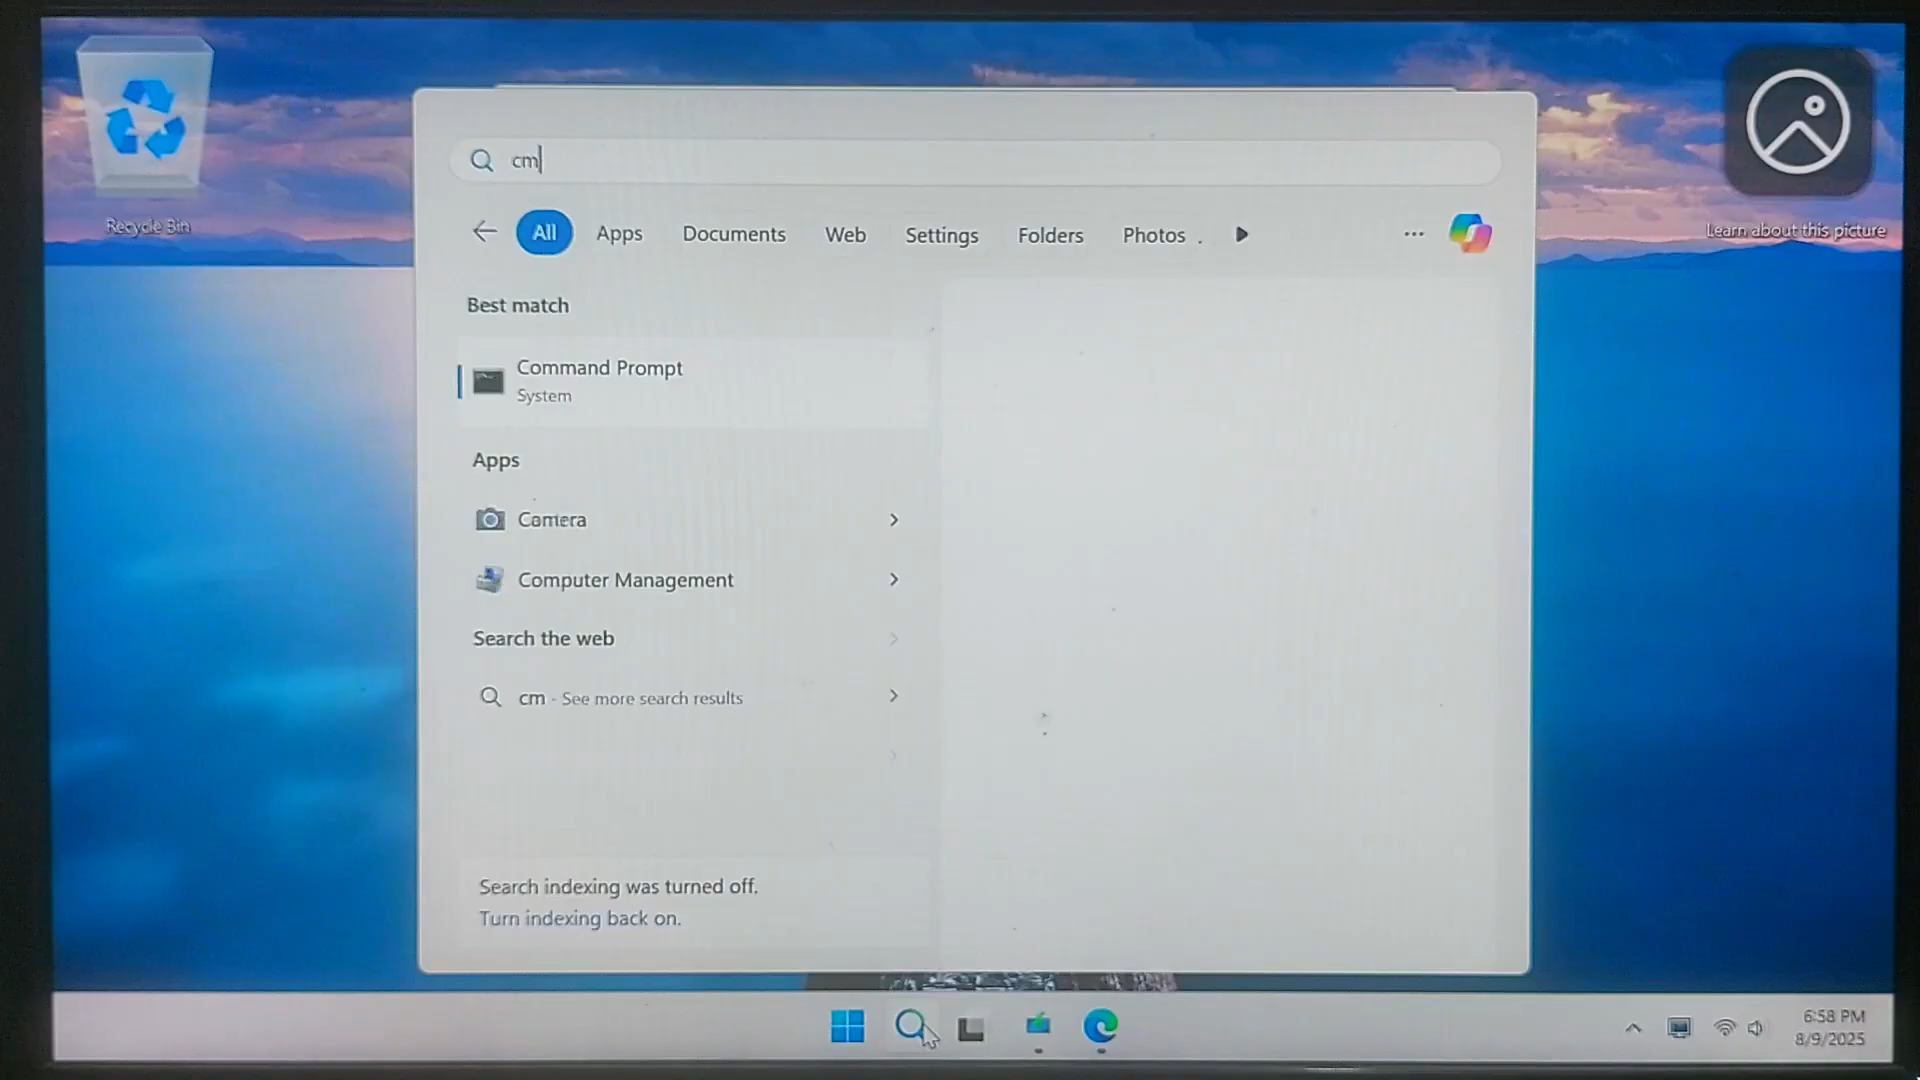 Recycle Bin
Learn about this picture
cm
All
Apps
Documents
Web
Settings
Folders
Photos
Best match
Command Prompt
System
Apps
Camera
Computer Management
Search the web
cm - See more search results
Search indexing was turned off.
Turn indexing back on.
6:58 PM
8/9/2025